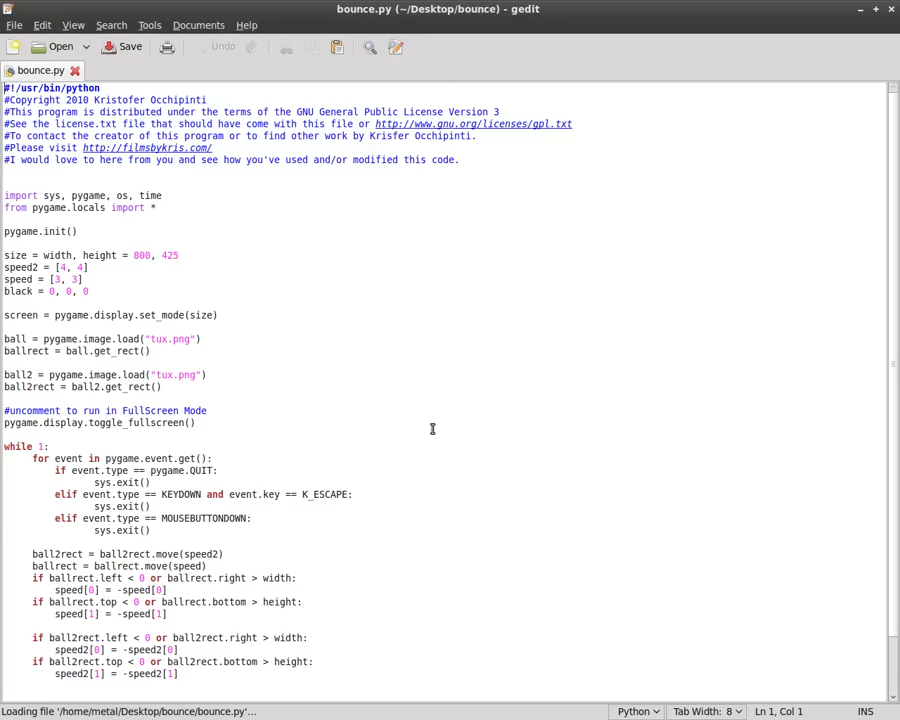 bounce.py (~/Desktop/bounce) - gedit
File Edit View Search Tools Documents Help
Open Save Undo
bounce.py
#!/usr/bin/python
#Copyright 2010 Kristofer Occhipinti
#This program is distributed under the terms of the GNU General Public License Version 3
#See the license.txt file that should have come with this file or http://www.gnu.org/licenses/gpl.txt
#To contact the creator of this program or to find other work by Krisfer Occhipinti.
#Please visit http://filmsbykris.com/
#I would love to here from you and see how you've used and/or modified this code.
import sys, pygame, os, time
from pygame.locals import *
pygame.init()
size = width, height = 800, 425
speed2 = [4, 4]
speed = [3, 3]
black = 0, 0, 0
screen = pygame.display.set_mode(size)
ball = pygame.image.load("tux.png")
ballrect = ball.get_rect()
ball2 = pygame.image.load("tux.png")
ball2rect = ball2.get_rect()
#uncomment to run in FullScreen Mode
pygame.display.toggle_fullscreen()
while 1:
for event in pygame.event.get():
if event.type == pygame.QUIT:
sys.exit()
elif event.type == KEYDOWN and event.key == K_ESCAPE:
sys.exit()
elif event.type == MOUSEBUTTONDOWN:
sys.exit()
ball2rect = ball2rect.move(speed2)
ballrect = ballrect.move(speed)
if ballrect.left < 0 or ballrect.right > width:
speed[0] = -speed[0]
if ballrect.top < 0 or ballrect.bottom > height:
speed[1] = -speed[1]
if ball2rect.left < 0 or ball2rect.right > width:
speed2[0] = -speed2[0]
if ball2rect.top < 0 or ball2rect.bottom > height:
speed2[1] = -speed2[1]
Loading file '/home/metal/Desktop/bounce/bounce.py'... Python Tab Width: 8 Ln 1, Col 1 INS